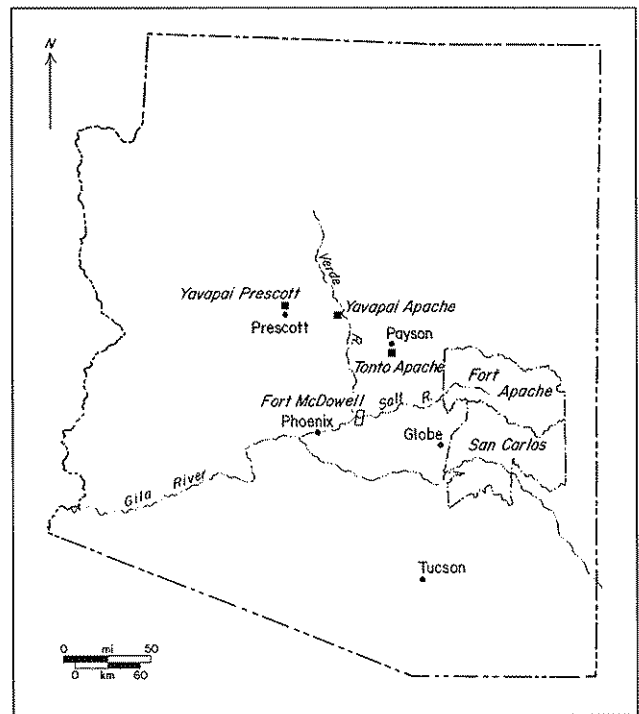 N
Verde
R.
Yavapai Prescott
Prescott
Yavapai Apache
Payson
Tonto Apache
Fort McDowell
Phoenix
Salt R.
Fort
Apache
Globe
San Carlos
Gila River
Tucson
0 mi 50
0 km 60